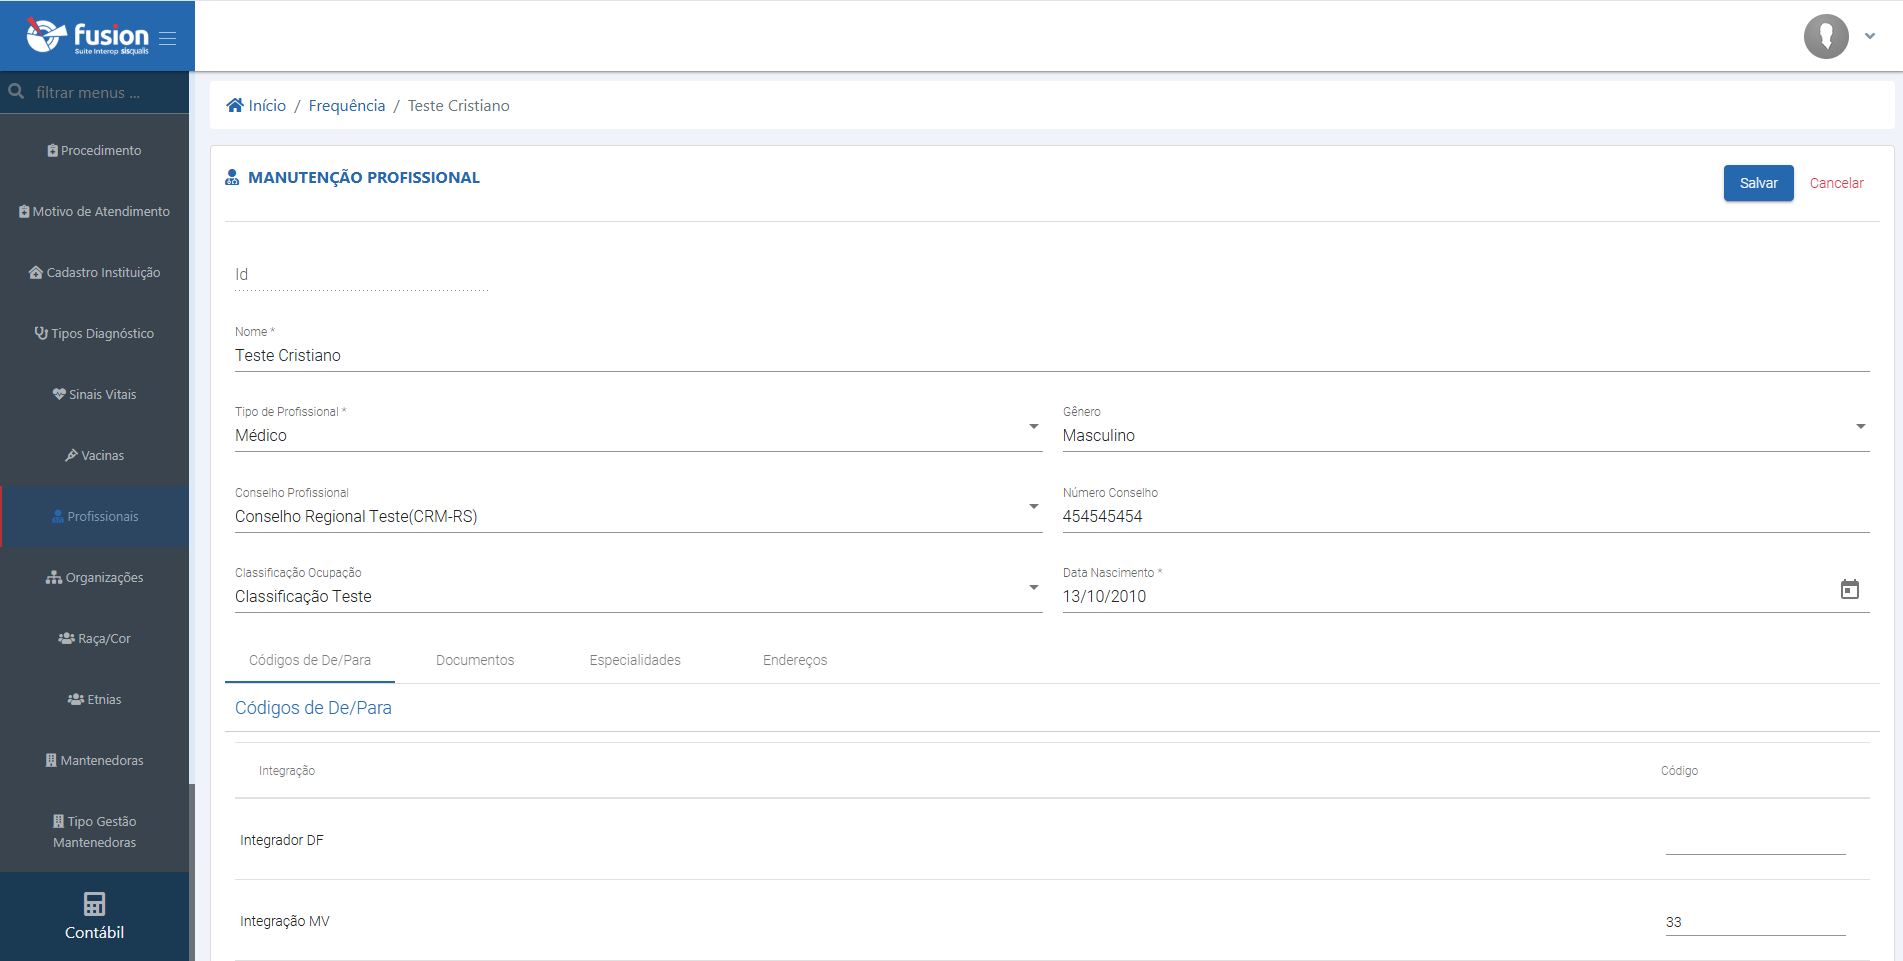 fusion
Suite Interop sisqualis
filtrar menus ...
Procedimento
Motivo de Atendimento
Cadastro Instituição
Tipos Diagnóstico
Sinais Vitais
Vacinas
Profissionais
Organizações
Raça/Cor
Etnias
Mantenedoras
Tipo Gestão
Mantenedoras
Contábil
Início / Frequência / Teste Cristiano
MANUTENÇÃO PROFISSIONAL
Salvar Cancelar
Id
Nome *
Teste Cristiano
Tipo de Profissional * Gênero
Médico Masculino
Conselho Profissional Número Conselho
Conselho Regional Teste(CRM-RS) 454545454
Classificação Ocupação Data Nascimento *
Classificação Teste 13/10/2010
Códigos de De/Para Documentos Especialidades Endereços
Códigos de De/Para
Integração Código
Integrador DF
Integração MV 33